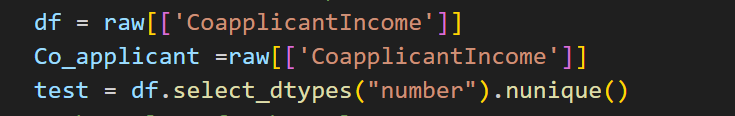 df = raw[['CoapplicantIncome']]
Co_applicant =raw[['CoapplicantIncome']]
test = df.select_dtypes("number").nunique()